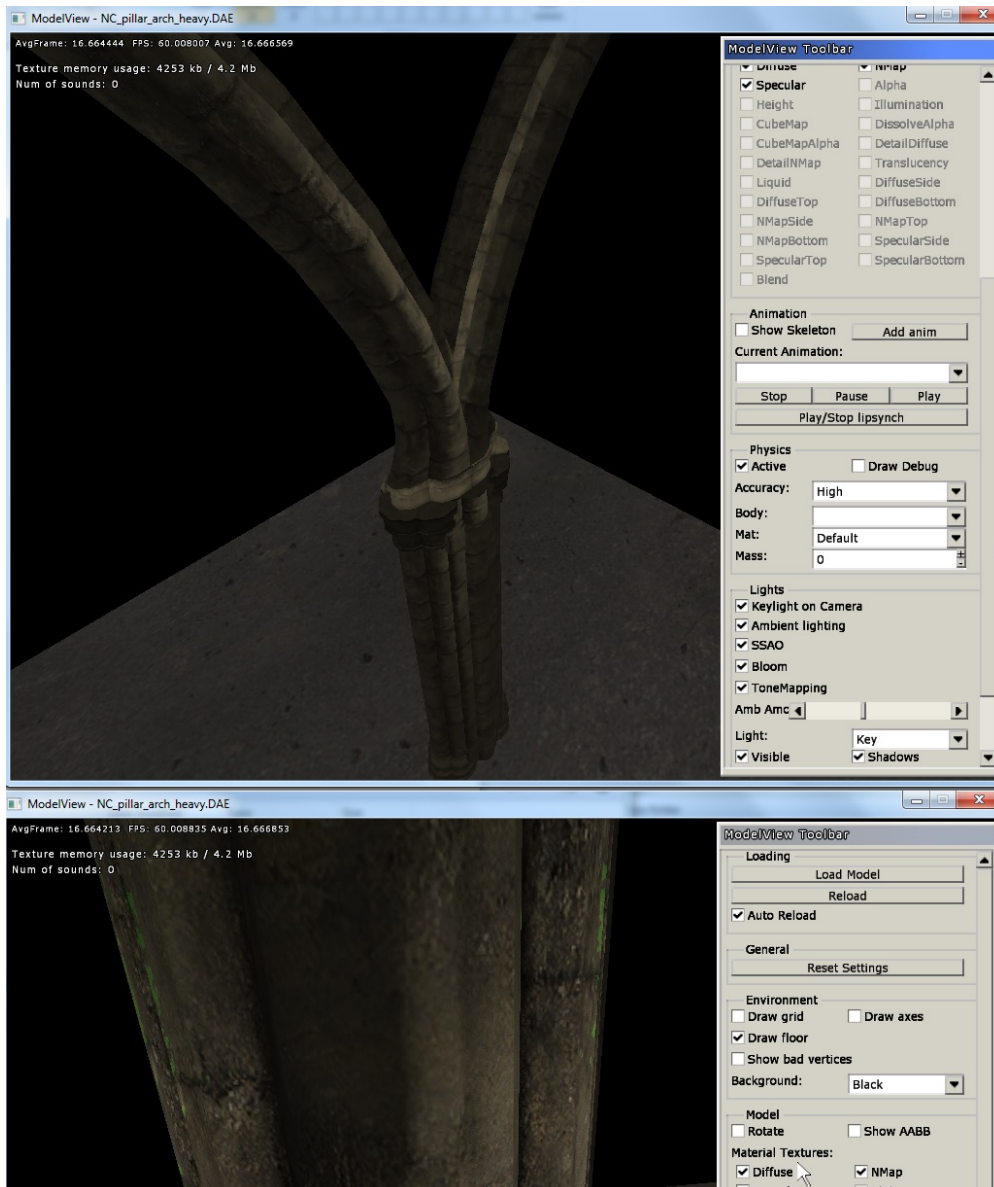 ModelView - NC_pillar_arch_heavy.DAE
AvgFrame: 16.664444 FPS: 60.008007 Avg: 16.666569
Texture memory usage: 4253 kb / 4.2 Mb
Num of sounds: 0
ModelView Toolbar
Diffuse NMap
Specular Alpha
Height Illumination
CubeMap DissolveAlpha
CubeMapAlpha DetailDiffuse
DetailNMap Translucency
Liquid DiffuseSide
DiffuseTop DiffuseBottom
NMapSide NMapTop
NMapBottom SpecularSide
SpecularTop SpecularBottom
Blend
Animation
Show Skeleton Add anim
Current Animation:
Stop Pause Play
Play/Stop lipsynch
Physics
Active Draw Debug
Accuracy: High
Body:
Mat: Default
Mass: 0
Lights
Keylight on Camera
Ambient lighting
SSAO
Bloom
ToneMapping
Amb Amo
Light: Key
Visible Shadows
ModelView - NC_pillar_arch_heavy.DAE
AvgFrame: 16.664213 FPS: 60.008835 Avg: 16.666853
Texture memory usage: 4253 kb / 4.2 Mb
Num of sounds: 0
ModelView Toolbar
Loading
Load Model
Reload
Auto Reload
General
Reset Settings
Environment
Draw grid Draw axes
Draw floor
Show bad vertices
Background: Black
Model
Rotate Show AABB
Material Textures:
Diffuse NMap